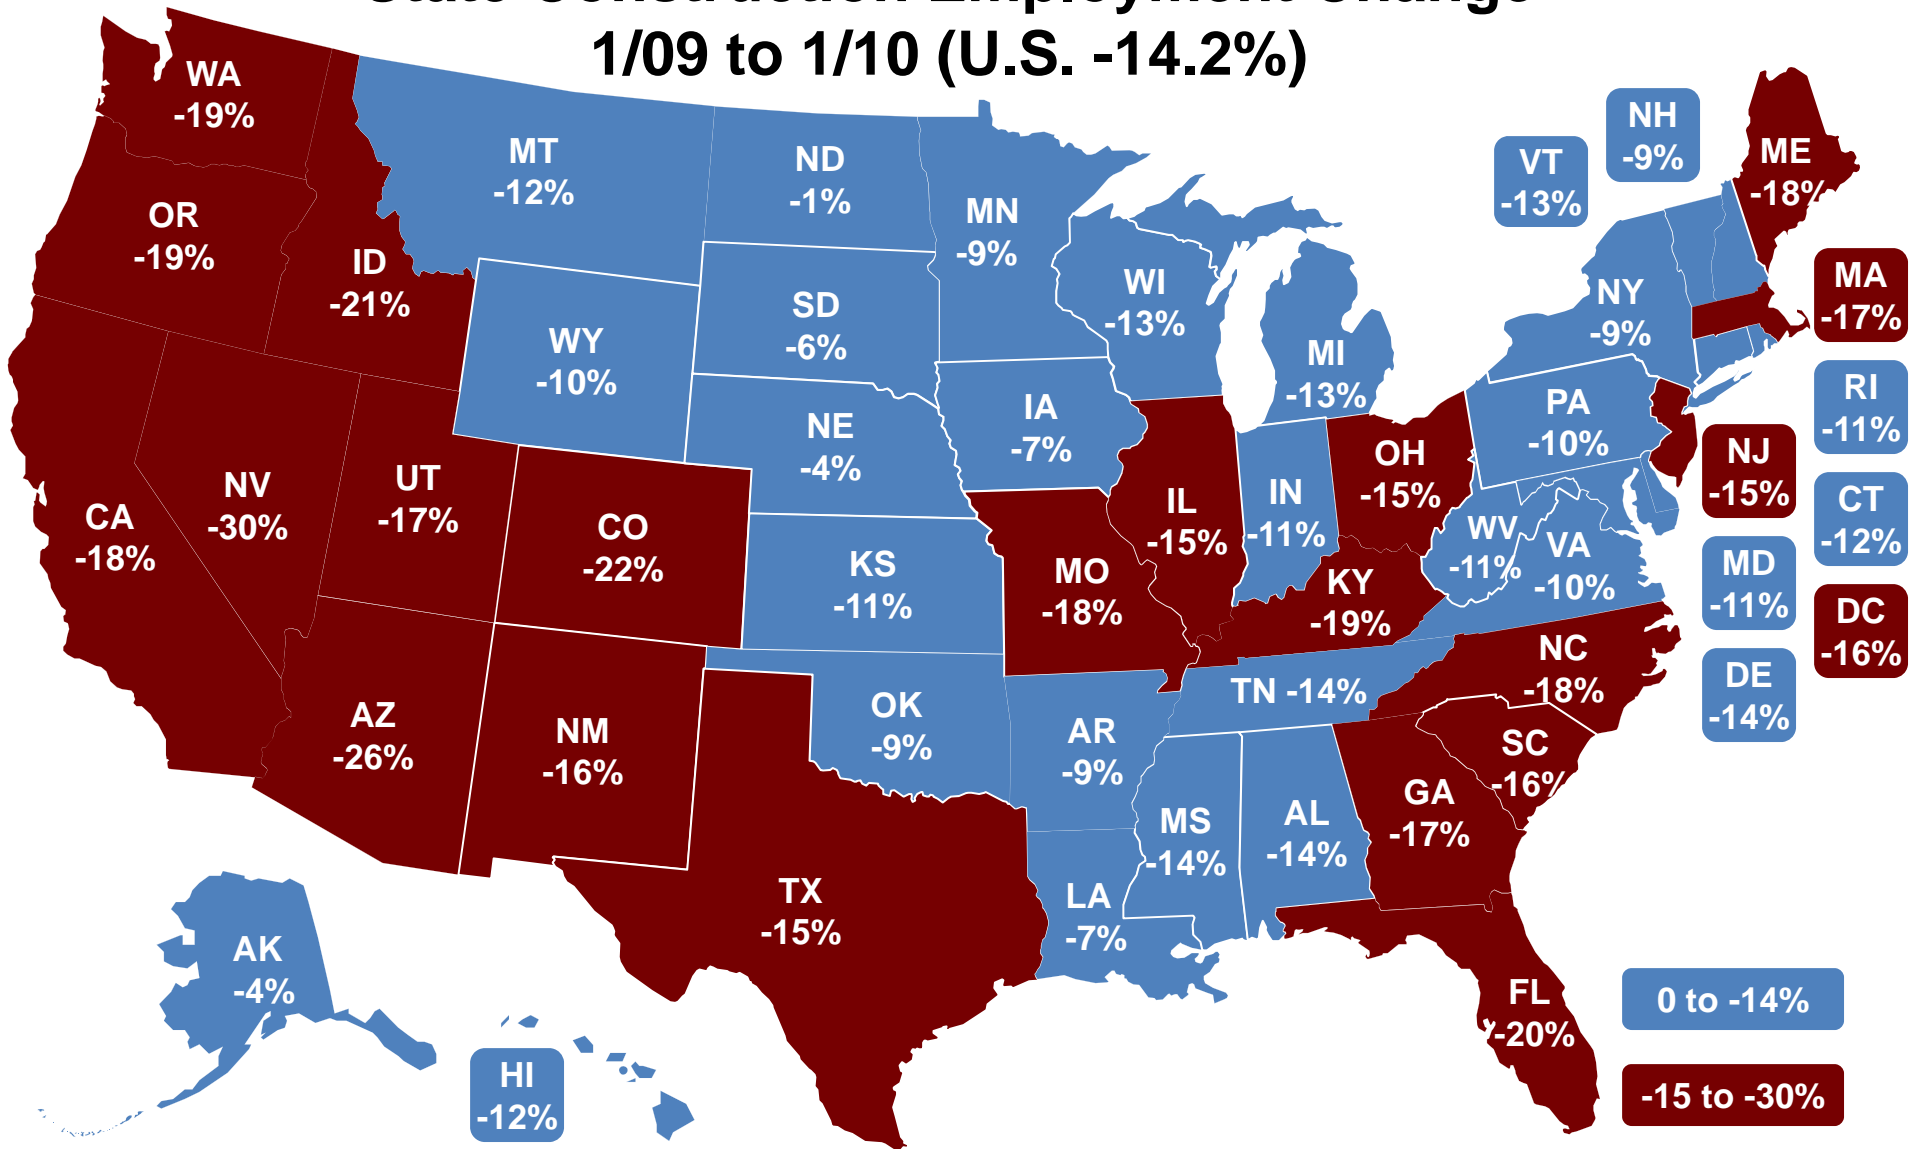 State Construction Employment Change
1/09 to 1/10 (U.S. -14.2%)
WA
-19%
OR
-19%
ID
-21%
MT
-12%
ND
-1%
MN
-9%
WY
-10%
SD
-6%
WI
-13%
MI
-13%
NH
-9%
VT
-13%
ME
-18%
NY
-9%
MA
-17%
RI
-11%
CT
-12%
PA
-10%
NJ
-15%
MD
-11%
DC
-16%
DE
-14%
CA
-18%
NV
-30%
UT
-17%
CO
-22%
NE
-4%
IA
-7%
KS
-11%
MO
-18%
IL
-15%
IN
-11%
OH
-15%
KY
-19%
WV
-11%
VA
-10%
NC
-18%
TN -14%
SC
-16%
AZ
-26%
NM
-16%
OK
-9%
AR
-9%
MS
-14%
AL
-14%
GA
-17%
TX
-15%
LA
-7%
FL
-20%
AK
-4%
HI
-12%
0 to -14%
-15 to -30%